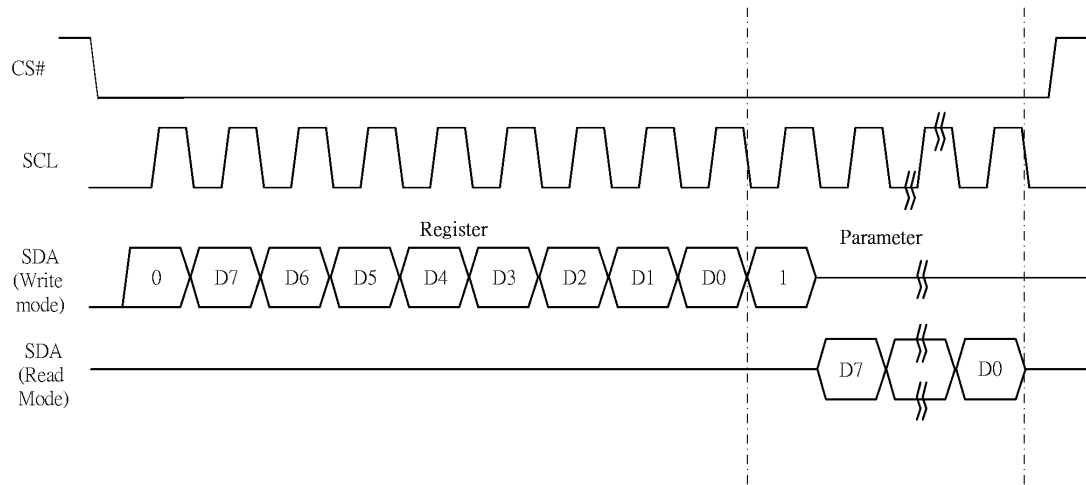 CS#
SCL
Register
Parameter
SDA
(Write
mode)
0 D7 D6 D5 D4 D3 D2 D1 D0 1
SDA
(Read
Mode)
D7 D0